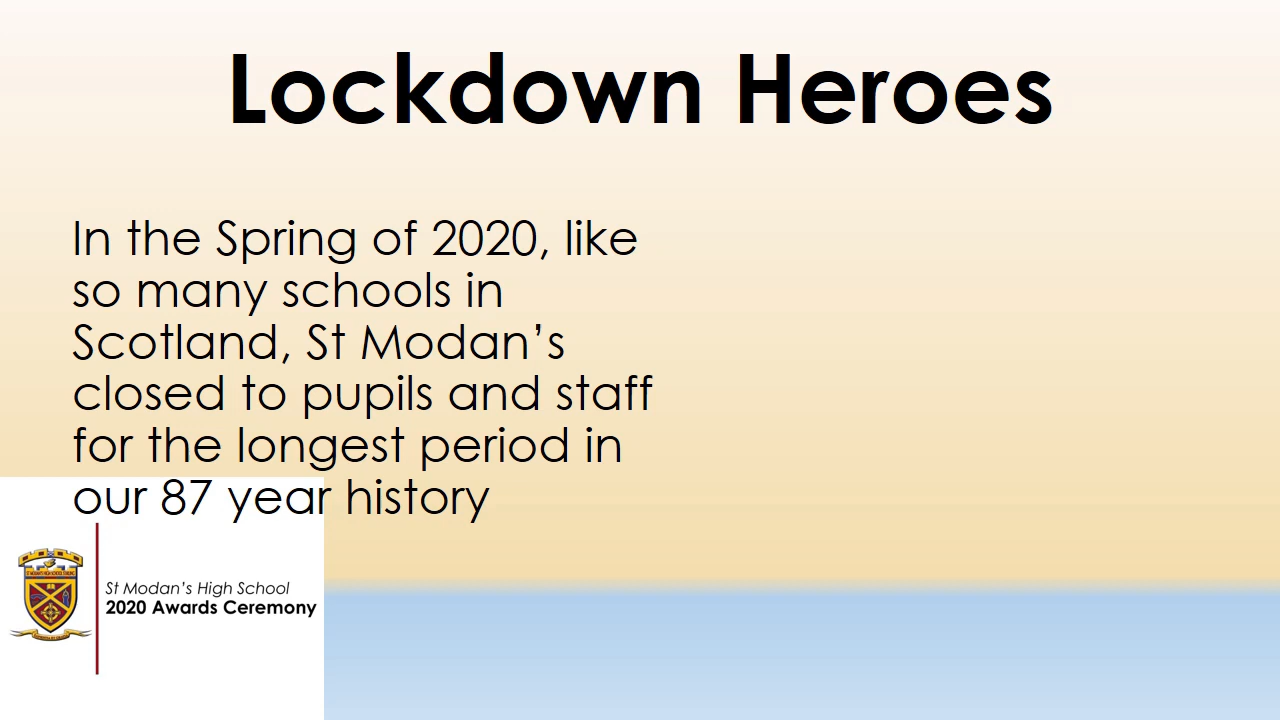 Lockdown Heroes
In the Spring of 2020, like
so many schools in
Scotland, St Modan’s
closed to pupils and staff
for the longest period in
our 87 year history
St Modan’s High School
2020 Awards Ceremony